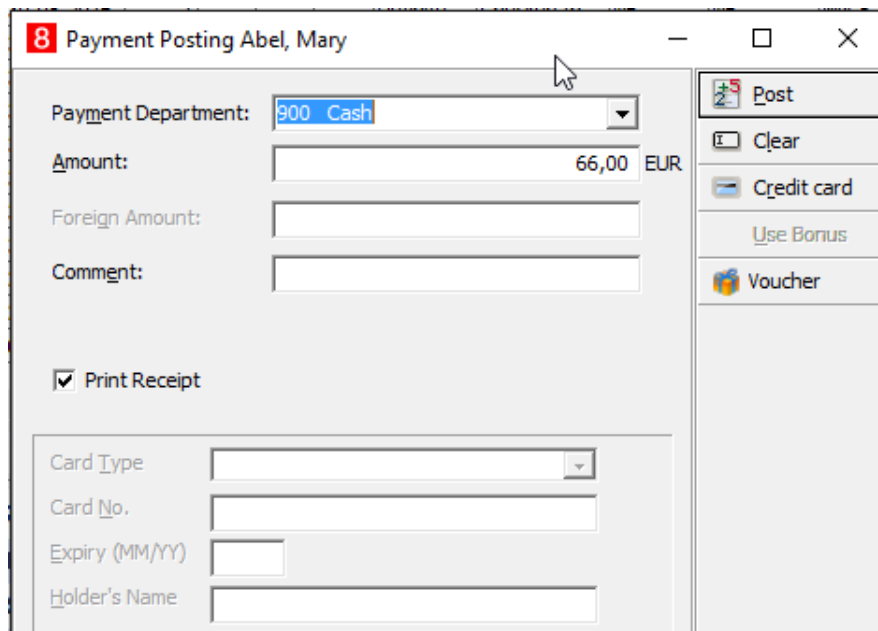 8 Payment Posting Abel, Mary
Payment Department: 900 Cash
Post
Amount: 66,00 EUR
Clear
Credit card
Foreign Amount:
Use Bonus
Comment:
Voucher
Print Receipt
Card Type
Card No.
Expiry (MM/YY)
Holder's Name